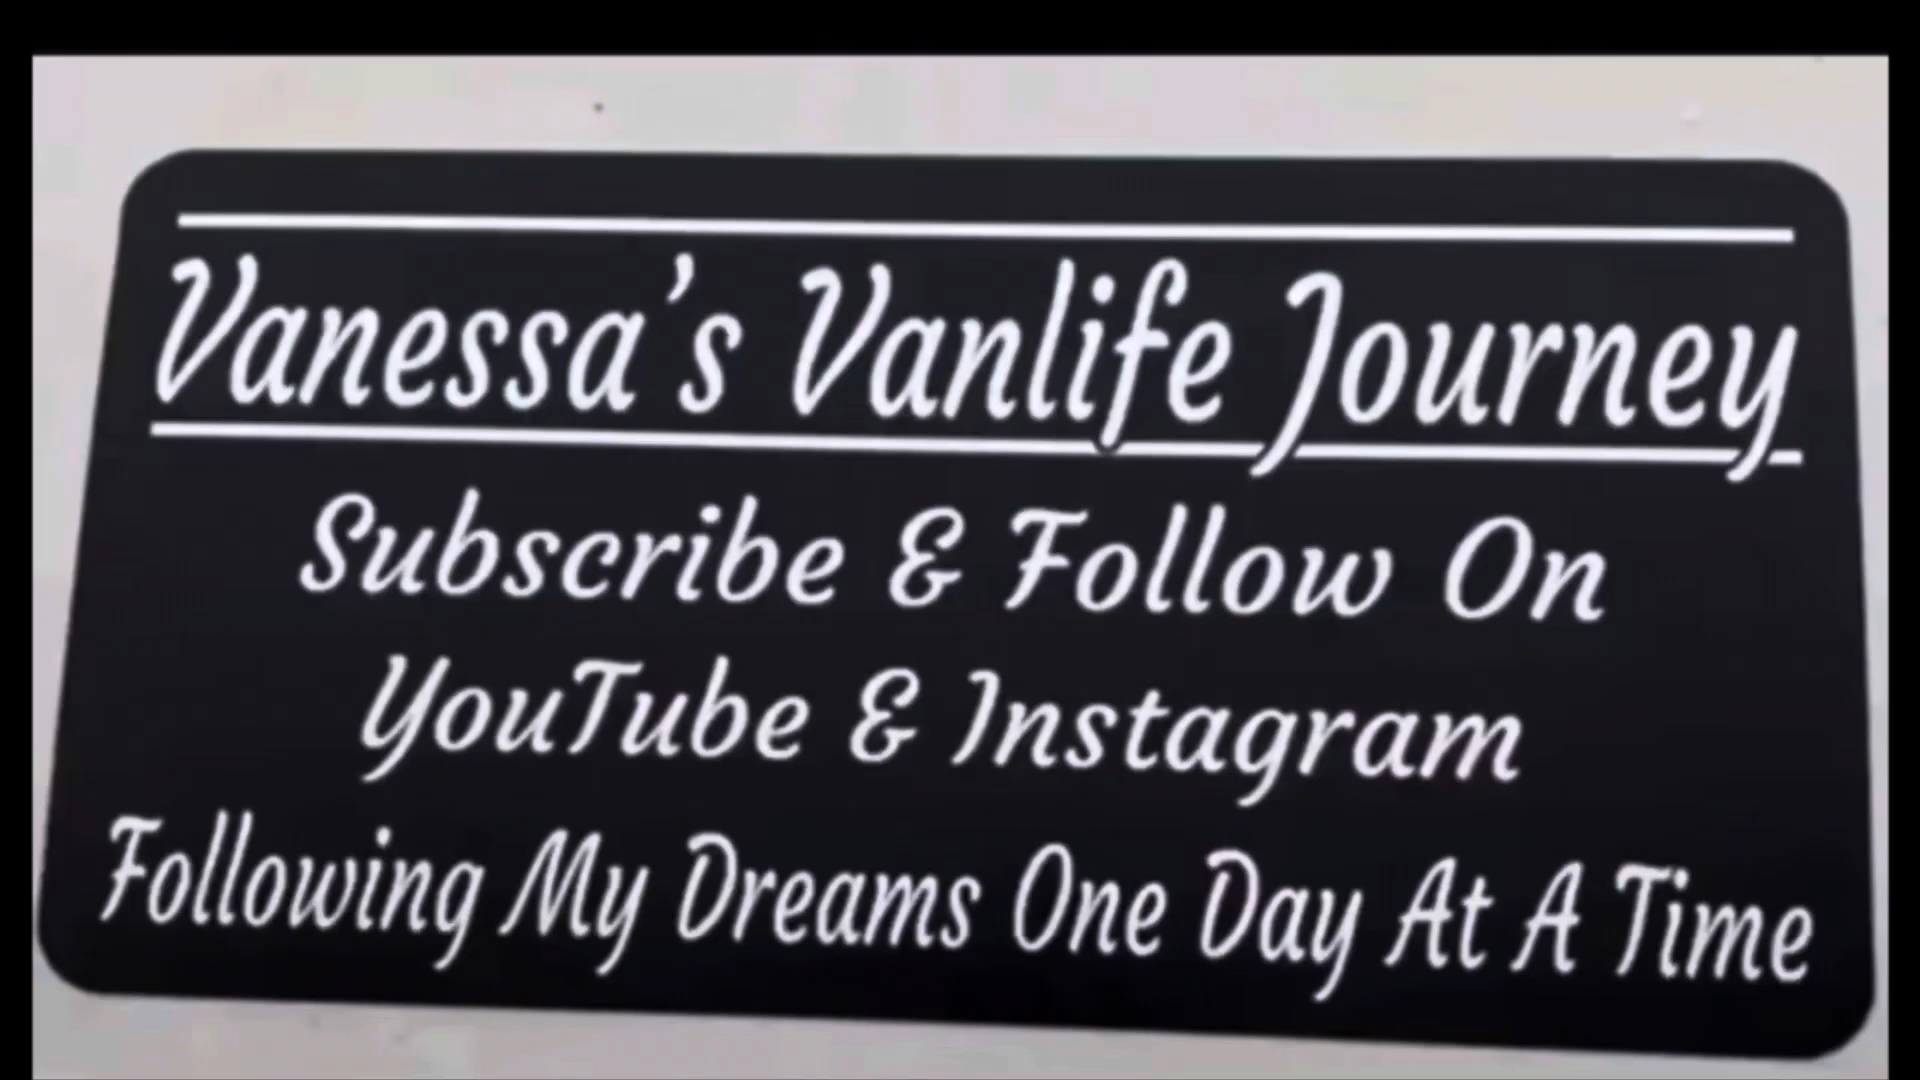 Vanessa's Vanlife Journey
Subscribe & Follow On
YouTube & Instagram
Following My Dreams One Day At A Time